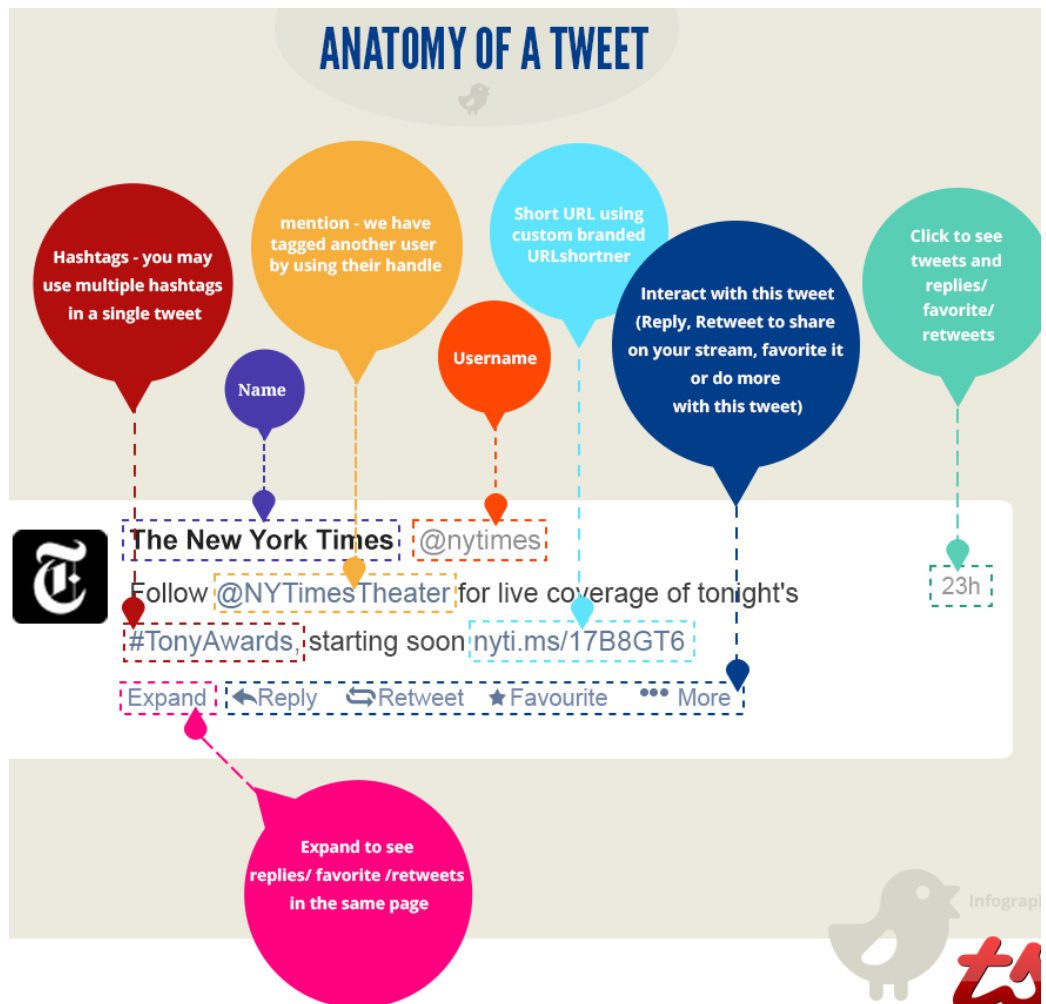 ANATOMY OF A TWEET
Hashtags - you may
use multiple hashtags
in a single tweet
mention - we have
tagged another user
by using their handle
Short URL using
custom branded
URLshortner
Interact with this tweet
(Reply, Retweet to share
on your stream, favorite it
or do more
with this tweet)
Click to see
tweets and
replies/
favorite/
retweets
Name
Username
The New York Times @nytimes
Follow @NYTimesTheater for live coverage of tonight's
23h
#TonyAwards, starting soon nyti.ms/17B8GT6
Expand Reply Retweet Favourite ••• More
Expand to see
replies/ favorite /retweets
in the same page